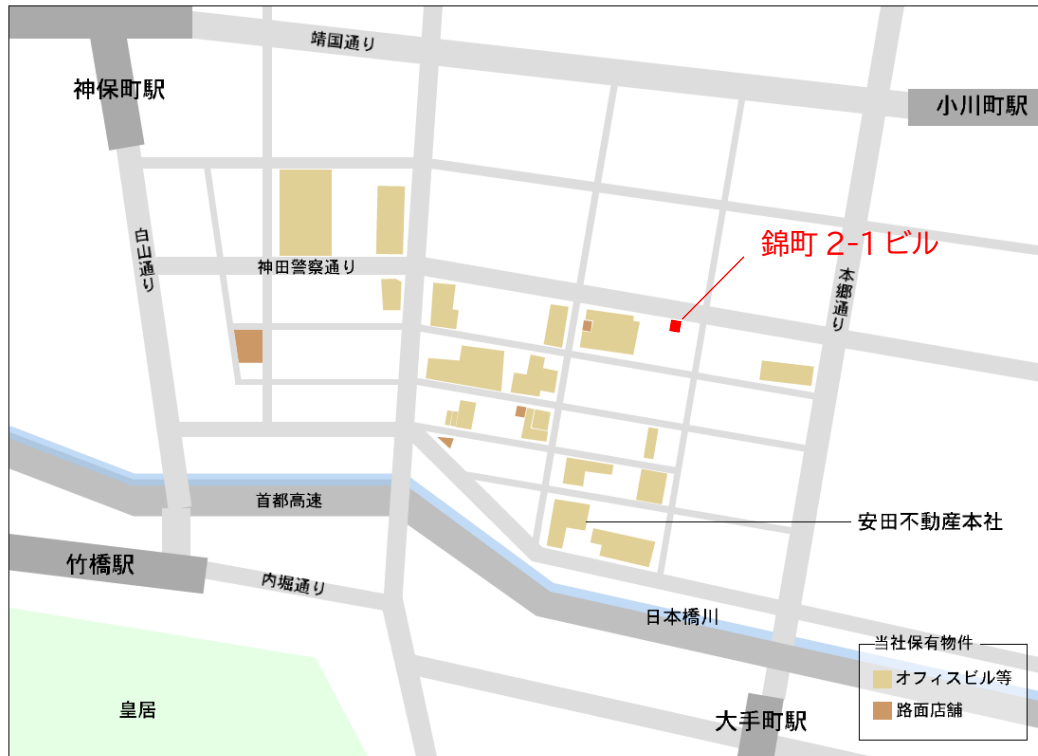 靖国通り
神保町駅
小川町駅
錦町 2-1 ビル
白山通り
神田警察通り
本郷通り
首都高速
安田不動産本社
竹橋駅
内堀通り
日本橋川
当社保有物件
オフィスビル等
路面店舗
皇居
大手町駅